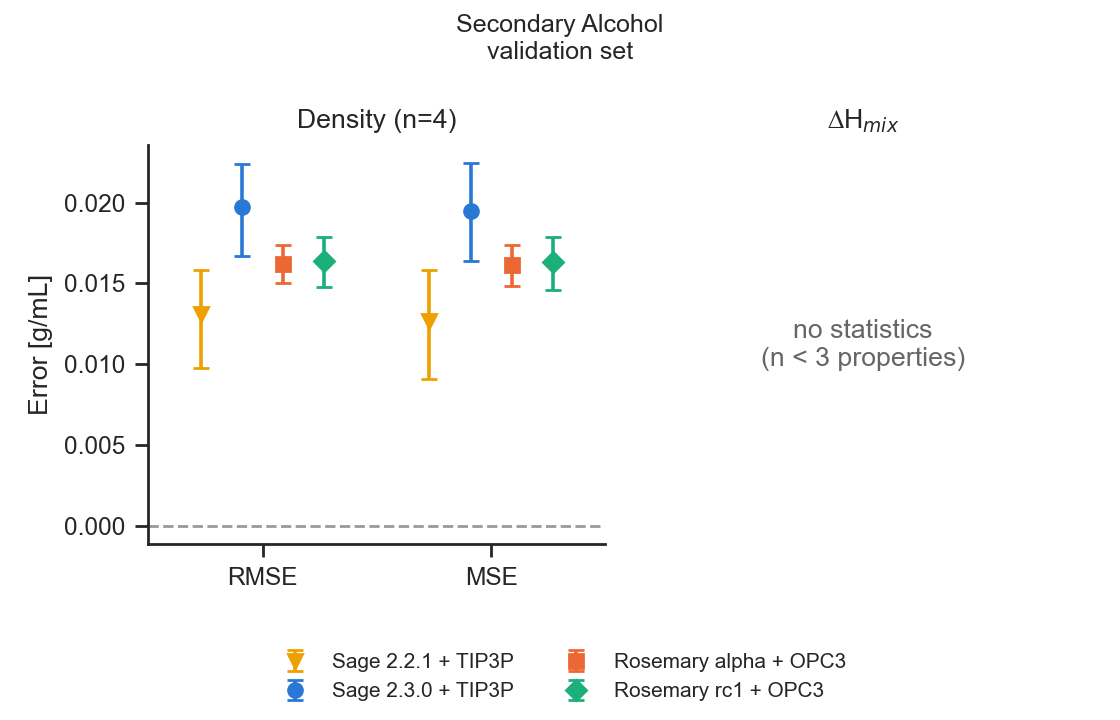 Secondary Alcohol
validation set
Density (n=4)
ΔHmix
0.020
0.015
0.010
0.005
0.000
Error [g/mL]
no statistics
(n < 3 properties)
RMSE
MSE
Sage 2.2.1 + TIP3P
Sage 2.3.0 + TIP3P
Rosemary alpha + OPC3
Rosemary rc1 + OPC3